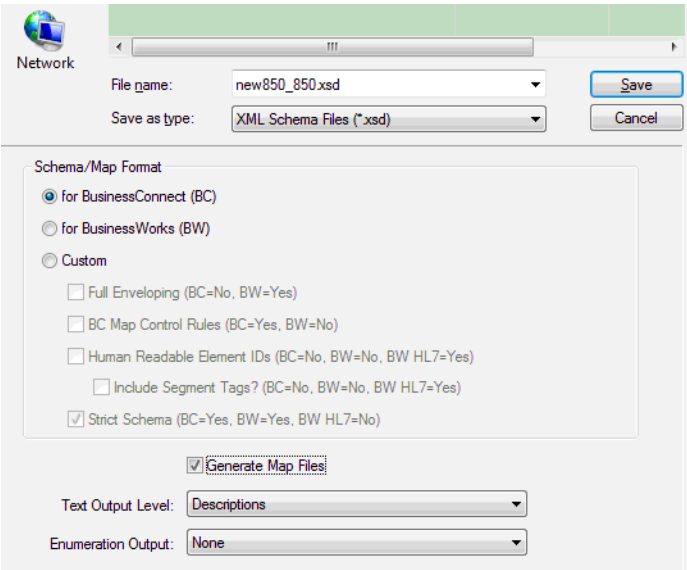 Network
File name:
new850_850.xsd
Save
Save as type:
XML Schema Files (*.xsd)
Cancel
Schema/Map Format
for BusinessConnect (BC)
for BusinessWorks (BW)
Custom
Full Enveloping (BC=No, BW=Yes)
BC Map Control Rules (BC=Yes, BW=No)
Human Readable Element IDs (BC=No, BW=No, BW HL7=Yes)
Include Segment Tags? (BC=No, BW=No, BW HL7=Yes)
Strict Schema (BC=Yes, BW=Yes, BW HL7=No)
Generate Map Files
Text Output Level:
Descriptions
Enumeration Output:
None